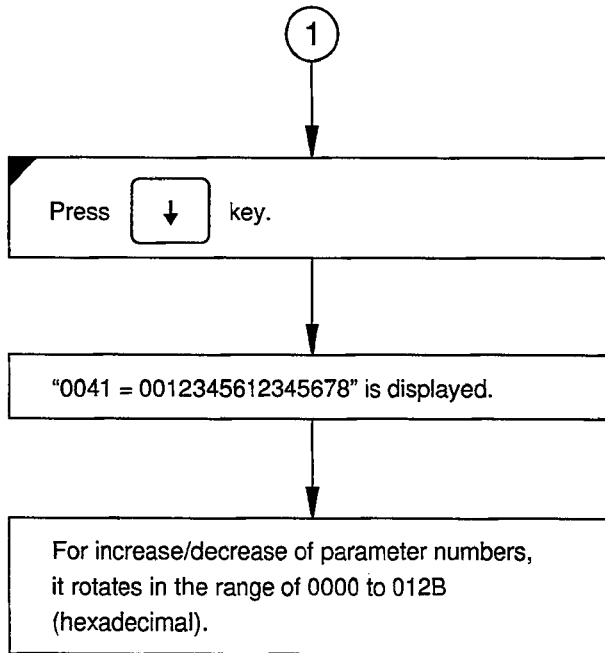 1
Press ↓ key.
“0041 = 0012345612345678” is displayed.
For increase/decrease of parameter numbers,
it rotates in the range of 0000 to 012B
(hexadecimal).